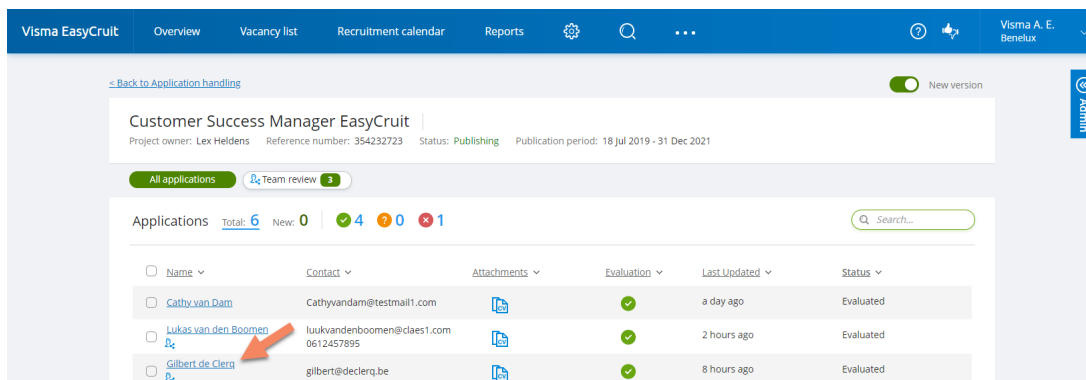 Visma EasyCruit Overview Vacancy list Recruitment calendar Reports ? Visma A. E.
Benelux
< Back to Application handling New version
Admin
Customer Success Manager EasyCruit
Project owner: Lex Heldens Reference number: 354232723 Status: Publishing Publication period: 18 Jul 2019 - 31 Dec 2021
All applications Team review 3
Applications Total: 6 New: 0 4 ? 0 1 Search...
Name Contact Attachments Evaluation Last Updated Status
Cathy van Dam Cathyvandam@testmail1.com CV a day ago Evaluated
Lukas van den Boomen luukvandenboomen@claes1.com CV 2 hours ago Evaluated
0612457895
Gilbert de Clerq gilbert@declerq.be CV 8 hours ago Evaluated